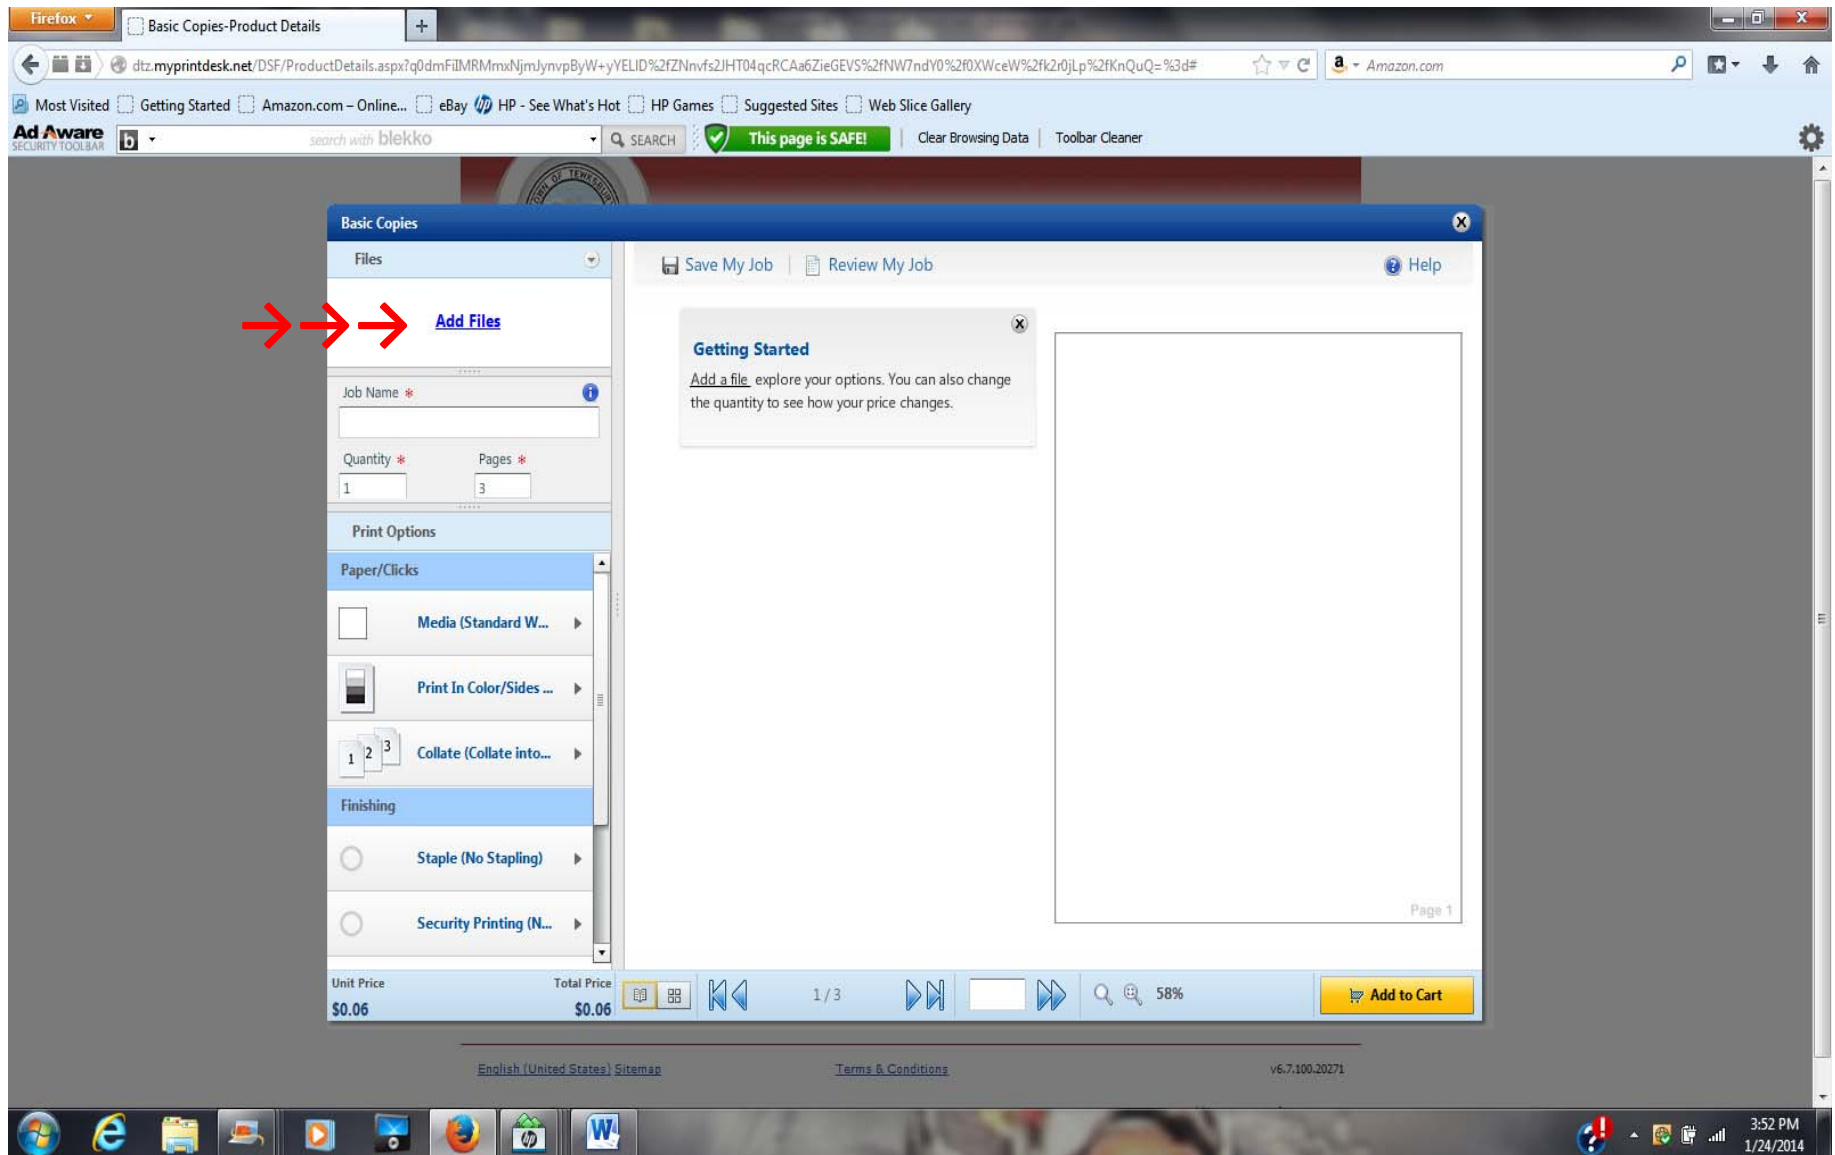 Firefox
Basic Copies-Product Details
dtz.myprintdesk.net/DSF/ProductDetails.aspx?q0dmFiIMRMmxNjmJynvpByW+yYELID%2fZNnvfs2JHT04qcRCAa6ZieGEVS%2fNW7ndY0%2f0XWceW%2fk2r0jLp%2fKnQuQ=%3d#
Amazon.com
Most Visited Getting Started Amazon.com – Online... eBay HP - See What's Hot HP Games Suggested Sites Web Slice Gallery
Ad-Aware
SECURITY TOOLBAR
b search with blekko SEARCH This page is SAFE! Clear Browsing Data Toolbar Cleaner
TOWN OF
Basic Copies
Files
Save My Job Review My Job Help
Add Files
Getting Started
Add a file explore your options. You can also change
the quantity to see how your price changes.
Job Name *
Quantity * Pages *
1 3
Print Options
Paper/Clicks
Media (Standard W...
Print In Color/Sides ...
1 2 3 Collate (Collate into...
Finishing
Staple (No Stapling)
Security Printing (N...
Page 1
Unit Price Total Price
$0.06 $0.06
1/3
58%
Add to Cart
English (United States) Sitemap Terms & Conditions v6.7.100.20271
3:52 PM
1/24/2014